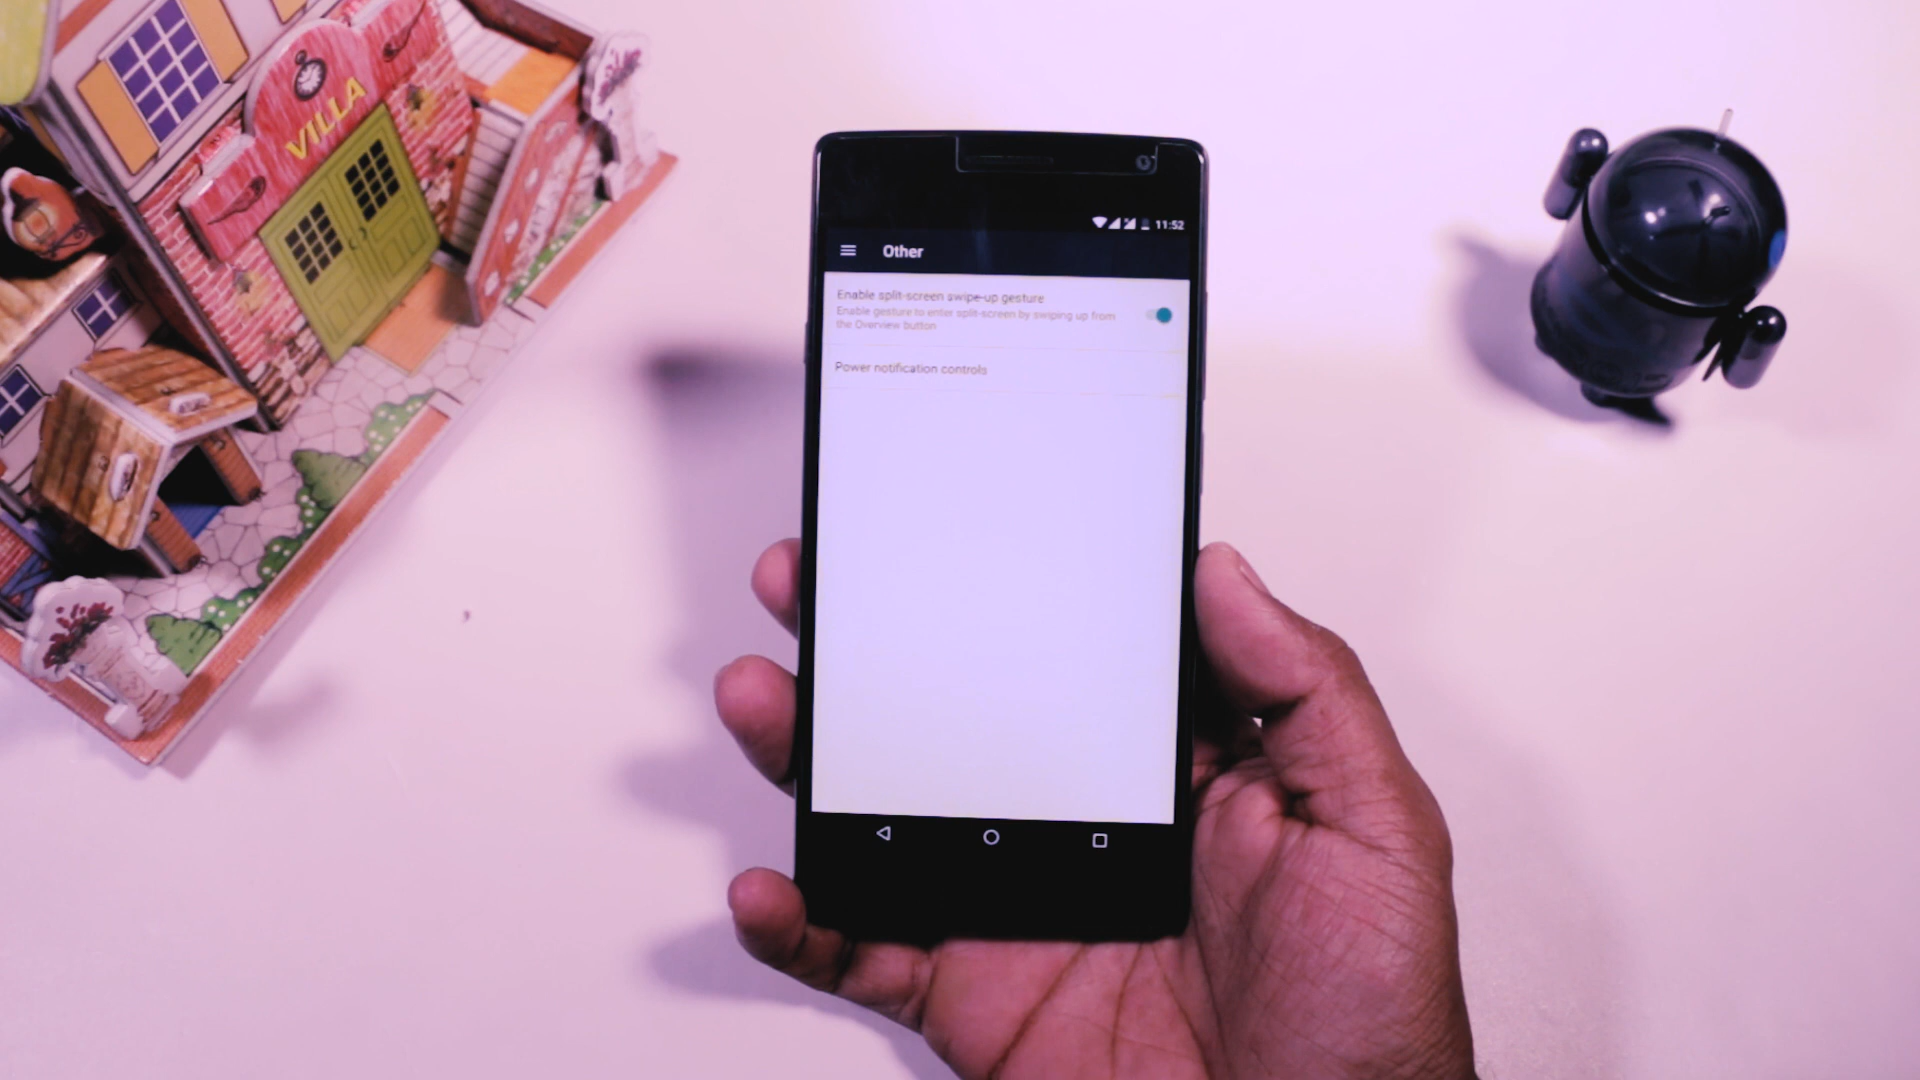 VILLA
11:52
Other
Enable split-screen swipe-up gesture
Enable gesture to enter split-screen by swiping up from
the Overview button
Power notification controls